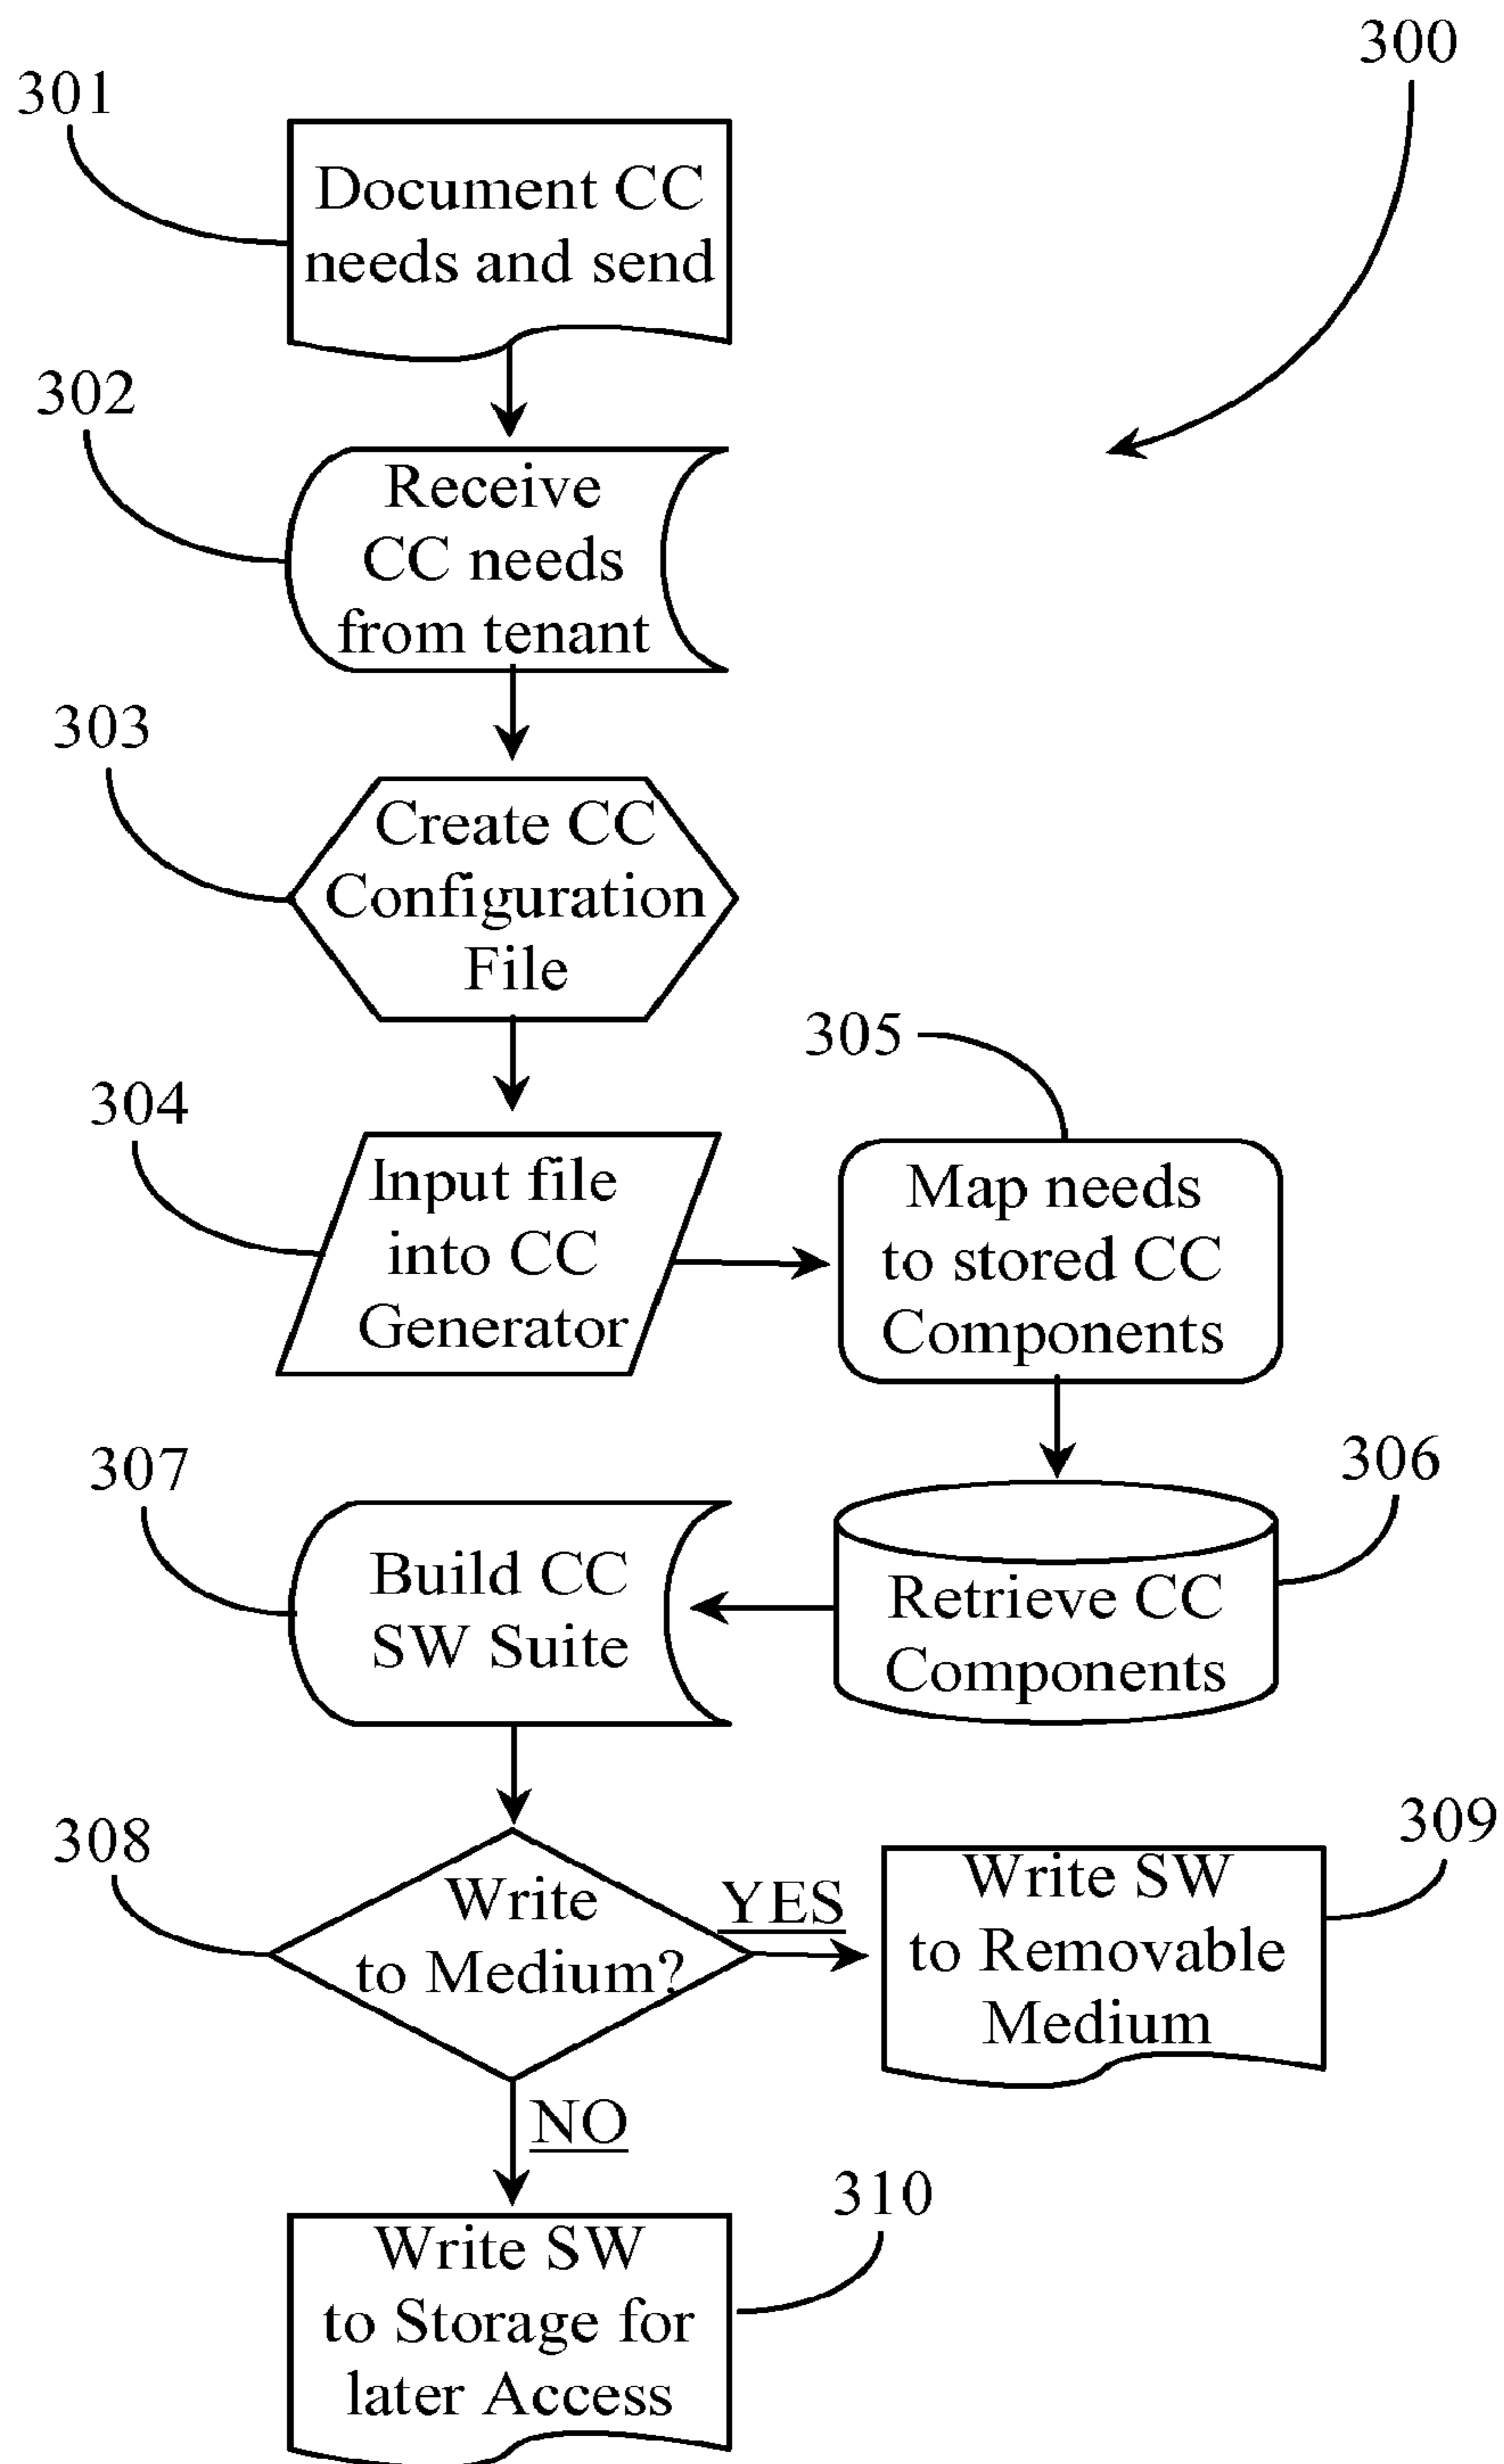 300
301
Document CC
needs and send
302
Receive
CC needs
from tenant
303
Create CC
Configuration
File
304
Input file
into CC
Generator
305
Map needs
to stored CC
Components
306
Retrieve CC
Components
307
Build CC
SW Suite
308
Write
to Medium?
YES
309
Write SW
to Removable
Medium
NO
310
Write SW
to Storage for
later Access